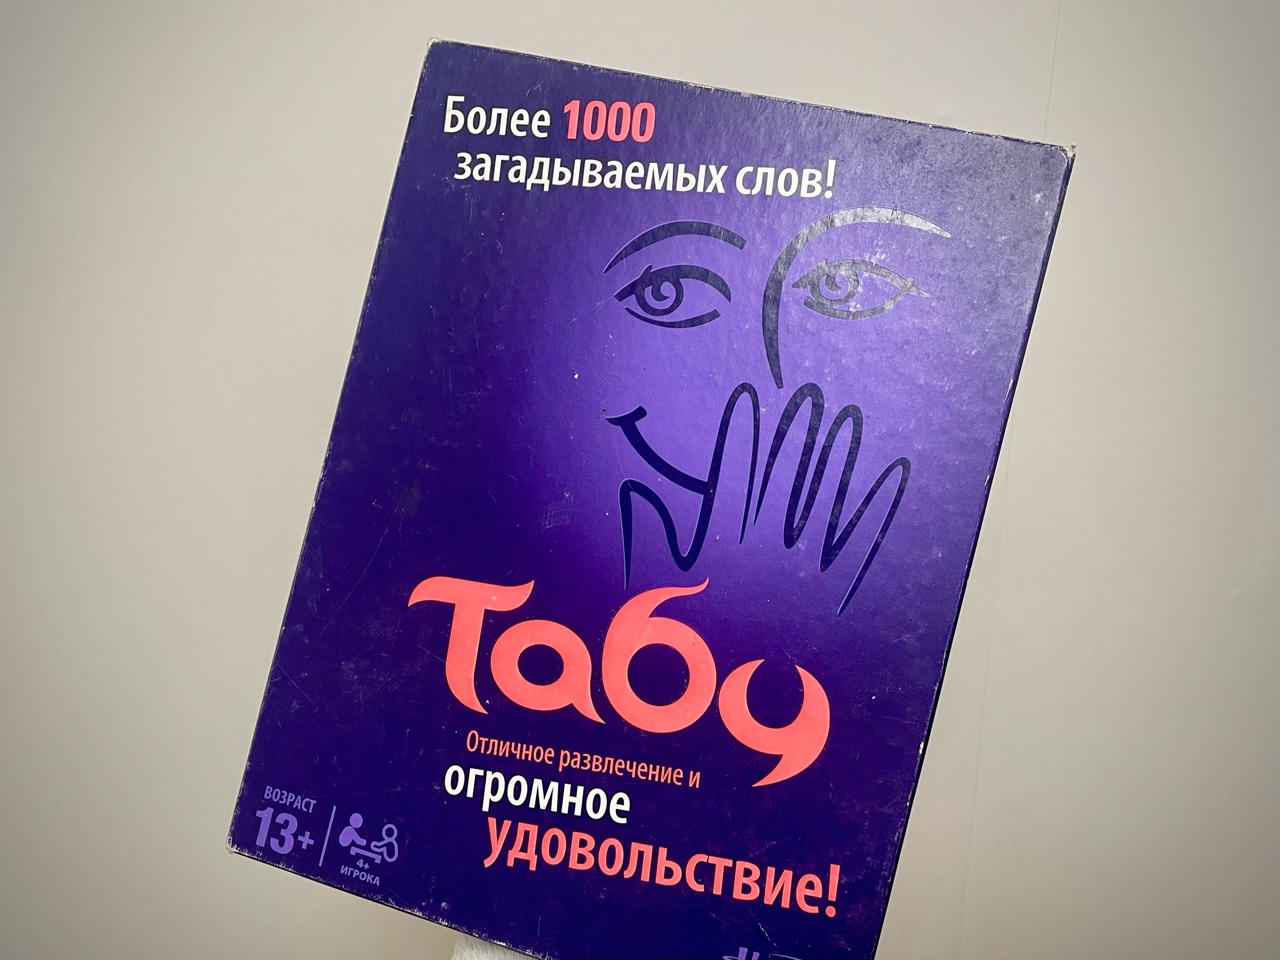 Более 1000
загадываемых слов!
Табу
Отличное развлечение и
огромное
удовольствие!
ВОЗРАСТ
13+
4+
ИГРОКА